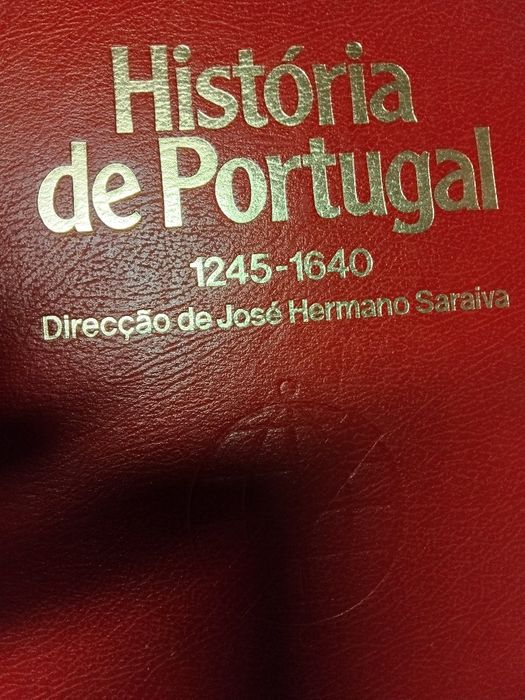 História
de Portugal
1245-1640
Direcção de José Hermano Saraiva